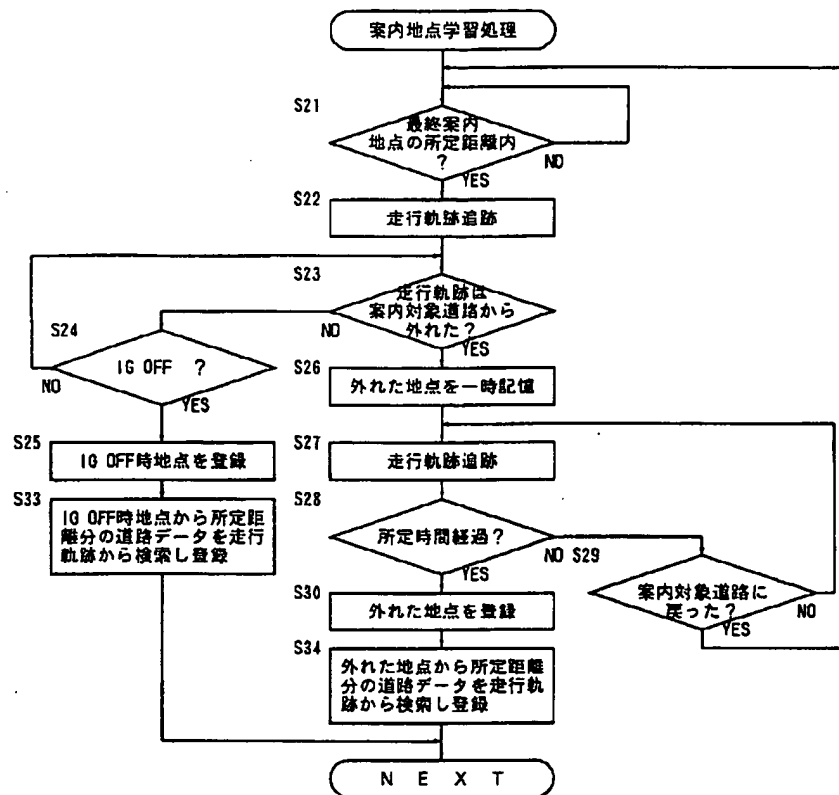 案内地点学習処理
S21
最終案内
地点の所定距離内
?
NO
YES
S22
走行軌跡追跡
S23
走行軌跡は
案内対象道路から
外れた?
NO
YES
S24
IG OFF ?
NO
YES
S26
外れた地点を一時記憶
S25
IG OFF時地点を登録
S27
走行軌跡追跡
S33
IG OFF時地点から所定距
離分の道路データを走行
軌跡から検索し登録
S28
所定時間経過?
NO
YES
S29
案内対象道路に
戻った?
NO
YES
S30
外れた地点を登録
S34
外れた地点から所定距離
分の道路データを走行軌
跡から検索し登録
N E X T